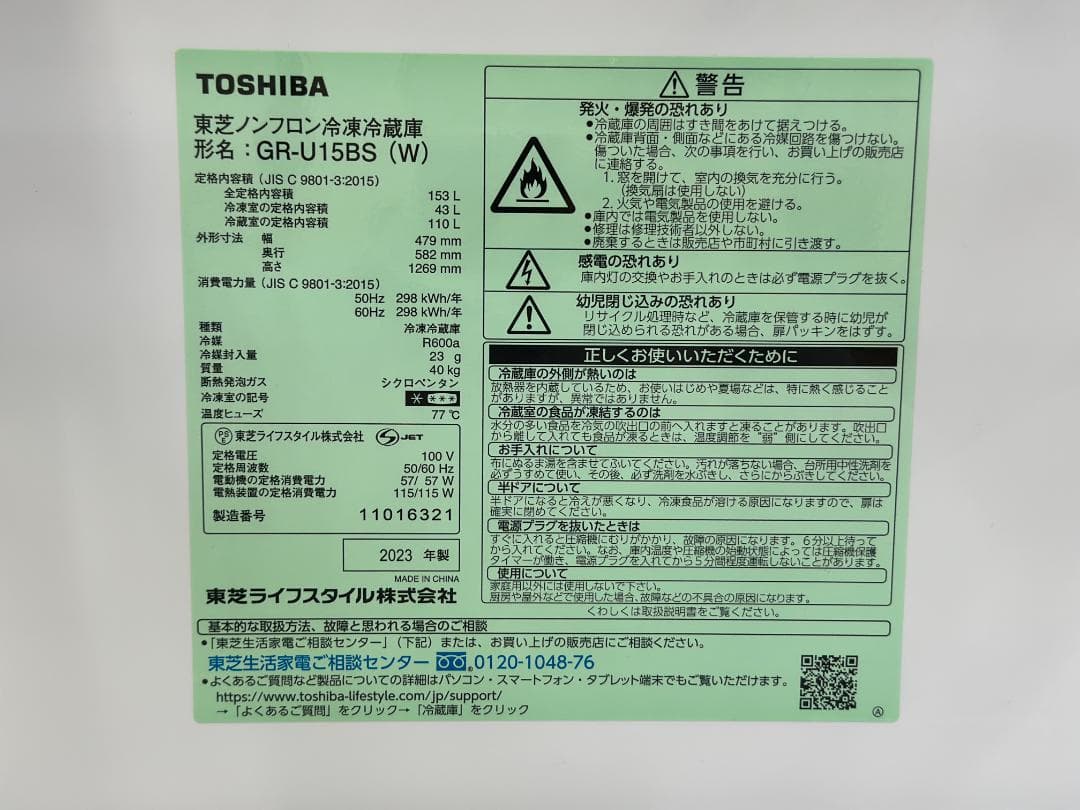 TOSHIBA
東芝ノンフロン冷凍冷蔵庫
形名：GR-U15BS（W）
定格内容積（JIS C 9801-3:2015）
全定格内容積 153 L
冷凍室の定格内容積 43 L
冷蔵室の定格内容積 110 L
外形寸法 幅 479 mm
奥行 582 mm
高さ 1269 mm
消費電力量（JIS C 9801-3:2015）
50Hz 298 kWh/年
60Hz 298 kWh/年
種類 冷凍冷蔵庫
冷媒 R600a
冷媒封入量 23 g
質量 40 kg
断熱発泡ガス シクロペンタン
冷凍室の記号 * ***
温度ヒューズ 77 ℃
PSE 東芝ライフスタイル株式会社 JET
定格電圧 100 V
定格周波数 50/60 Hz
電動機の定格消費電力 57/ 57 W
電熱装置の定格消費電力 115/115 W
製造番号 11016321
2023 年製
MADE IN CHINA
東芝ライフスタイル株式会社
警告
発火・爆発の恐れあり
●冷蔵庫の周囲はすき間をあけて据えつける。
●冷蔵庫背面・側面などにある冷媒回路を傷つけない。
傷ついた場合、次の事項を行い、お買い上げの販売店
に連絡する。
1. 窓を開けて、室内の換気を充分に行う。
（換気扇は使用しない）
2. 火気や電気製品の使用を避ける。
●庫内では電気製品を使用しない。
●修理は修理技術者以外しない。
●廃棄するときは販売店や市町村に引き渡す。
感電の恐れあり
庫内灯の交換やお手入れのときは必ず電源プラグを抜く。
幼児閉じ込みの恐れあり
リサイクル処理時など、冷蔵庫を保管する時に幼児が
閉じ込められる恐れがある場合、扉パッキンをはずす。
正しくお使いいただくために
冷蔵庫の外側が熱いのは
放熱器を内蔵しているため、お使いはじめや夏場などは、特に熱く感じること
がありますが、異常ではありません。
冷蔵室の食品が凍結するのは
水分の多い食品を冷気の吹出口の前へ入れますと凍ることがあります。吹出口
から離して入れても食品が凍るときは、温度調節を“弱”側にしてください。
お手入れについて
布にぬるま湯を含ませてふいてください。汚れが落ちない場合、台所用中性洗剤を
必ずうすめて使い、その後、必ず洗剤を水ぶきし、さらにからぶきしてください。
半ドアについて
半ドアになると冷えが悪くなり、冷凍食品が溶ける原因になりますので、扉は
確実に閉めてください。
電源プラグを抜いたときは
すぐに入れると圧縮機にむりがかかり、故障の原因になります。6分以上待って
から入れてください。なお、庫内温度や圧縮機の始動状態によっては圧縮機保護
タイマーが働き、電源プラグを入れてから5分間程度運転しないことがあります。
使用について
家庭用以外には使用しないで下さい。
厨房や屋外などで使用した場合、故障などの不具合の原因になります。
くわしくは取扱説明書をご覧ください。
基本的な取扱方法、故障と思われる場合のご相談
●「東芝生活家電ご相談センター」（下記）または、お買い上げの販売店にご相談ください。
東芝生活家電ご相談センター 0120-1048-76
●よくあるご質問など製品についての詳細はパソコン・スマートフォン・タブレット端末でもご覧いただけます。
https://www.toshiba-lifestyle.com/jp/support/
→「よくあるご質問」をクリック→「冷蔵庫」をクリック
Ⓐ